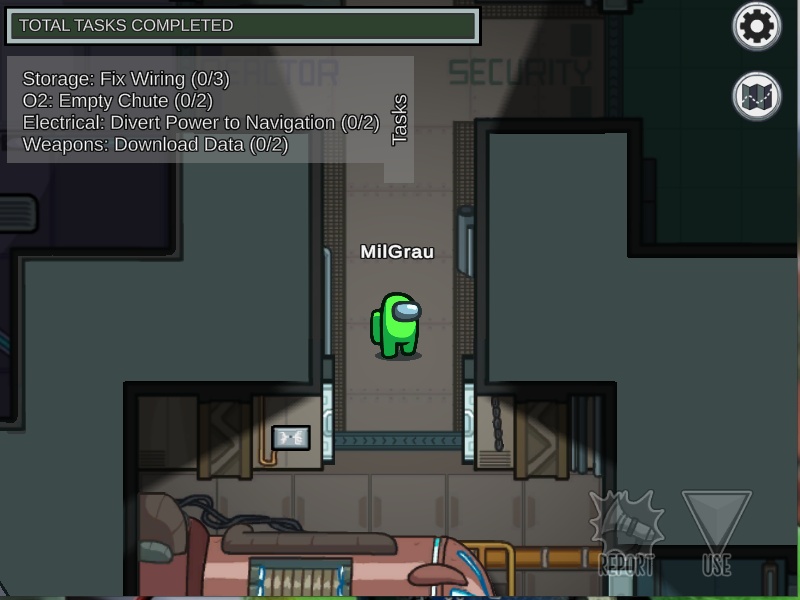 TOTAL TASKS COMPLETED
REACTOR SECURITY
Storage: Fix Wiring (0/3)
O2: Empty Chute (0/2)
Electrical: Divert Power to Navigation (0/2)
Weapons: Download Data (0/2)
Tasks
MilGrau
REPORT
USE